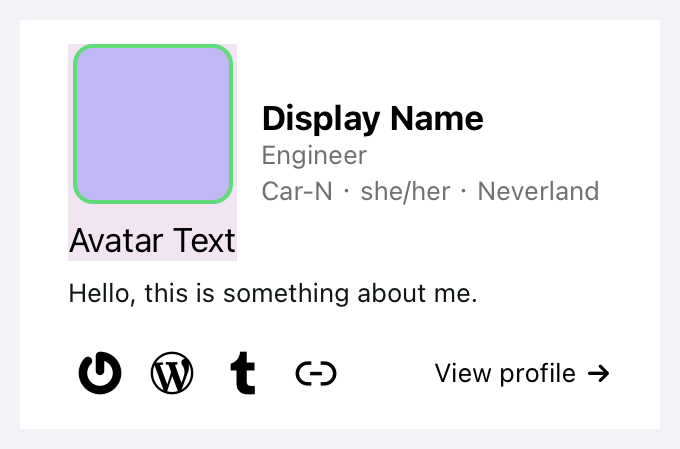 Display Name
Engineer
Car-N · she/her · Neverland
Avatar Text
Hello, this is something about me.
View profile →